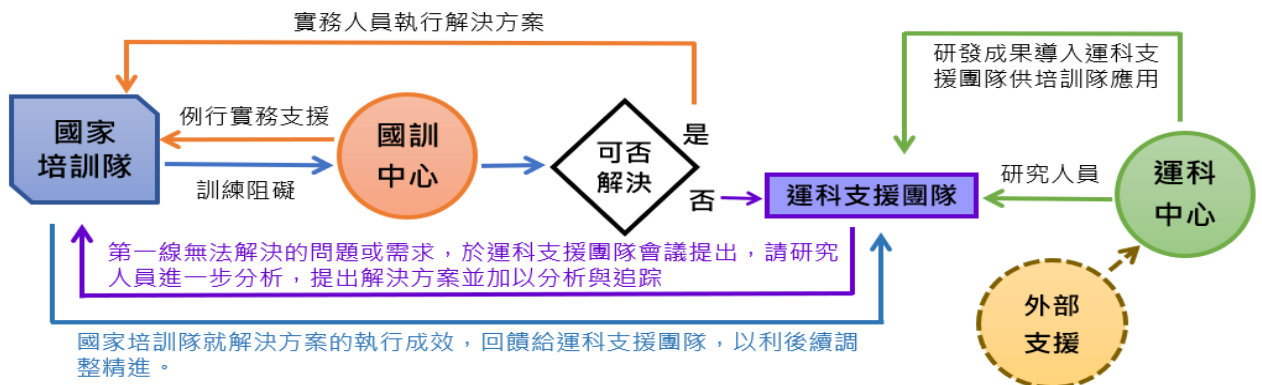 實務人員執行解決方案
研發成果導入運科支
援團隊供培訓隊應用
例行實務支援
國家
培訓隊
國訓
中心
可否
解決
是
否
訓練阻礙
運科支援團隊
研究人員
運科
中心
第一線無法解決的問題或需求，於運科支援團隊會議提出，請研究
人員進一步分析，提出解決方案並加以分析與追踪
外部
支援
國家培訓隊就解決方案的執行成效，回饋給運科支援團隊，以利後續調
整精進。